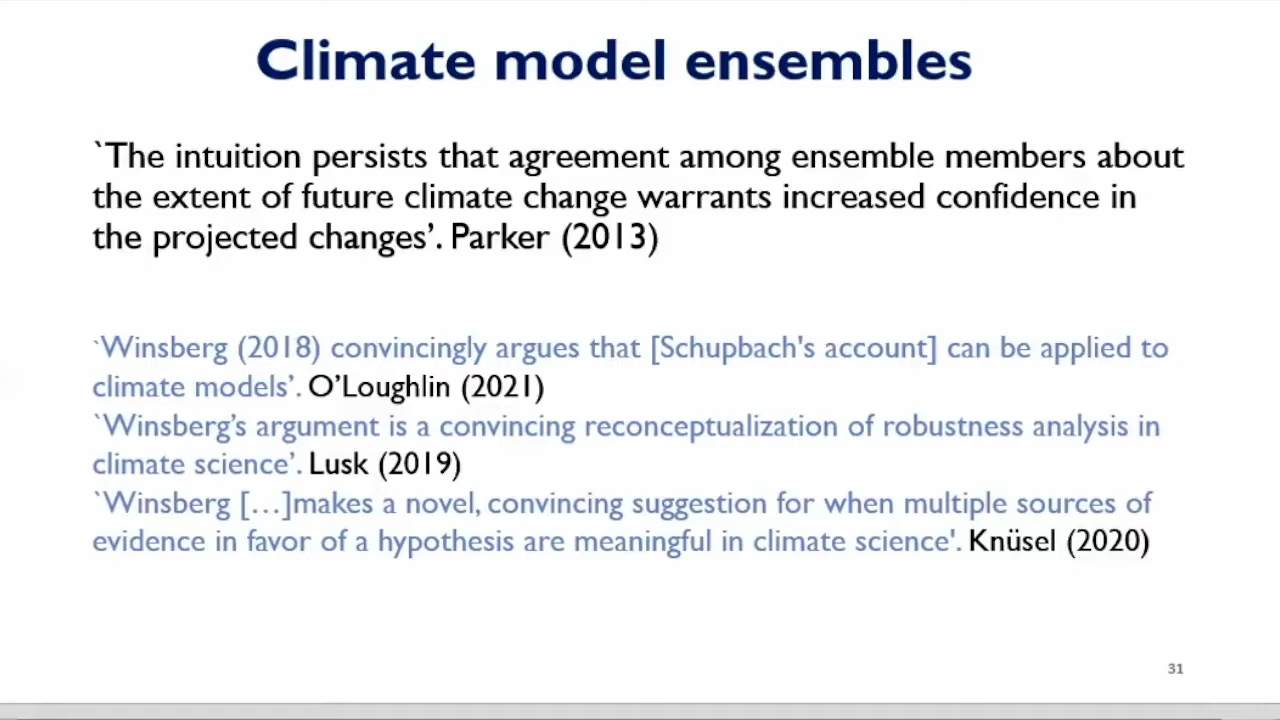 Climate model ensembles
`The intuition persists that agreement among ensemble members about
the extent of future climate change warrants increased confidence in
the projected changes’. Parker (2013)
`Winsberg (2018) convincingly argues that [Schupbach's account] can be applied to
climate models’. O’Loughlin (2021)
`Winsberg’s argument is a convincing reconceptualization of robustness analysis in
climate science’. Lusk (2019)
`Winsberg […]makes a novel, convincing suggestion for when multiple sources of
evidence in favor of a hypothesis are meaningful in climate science'. Knüsel (2020)
31